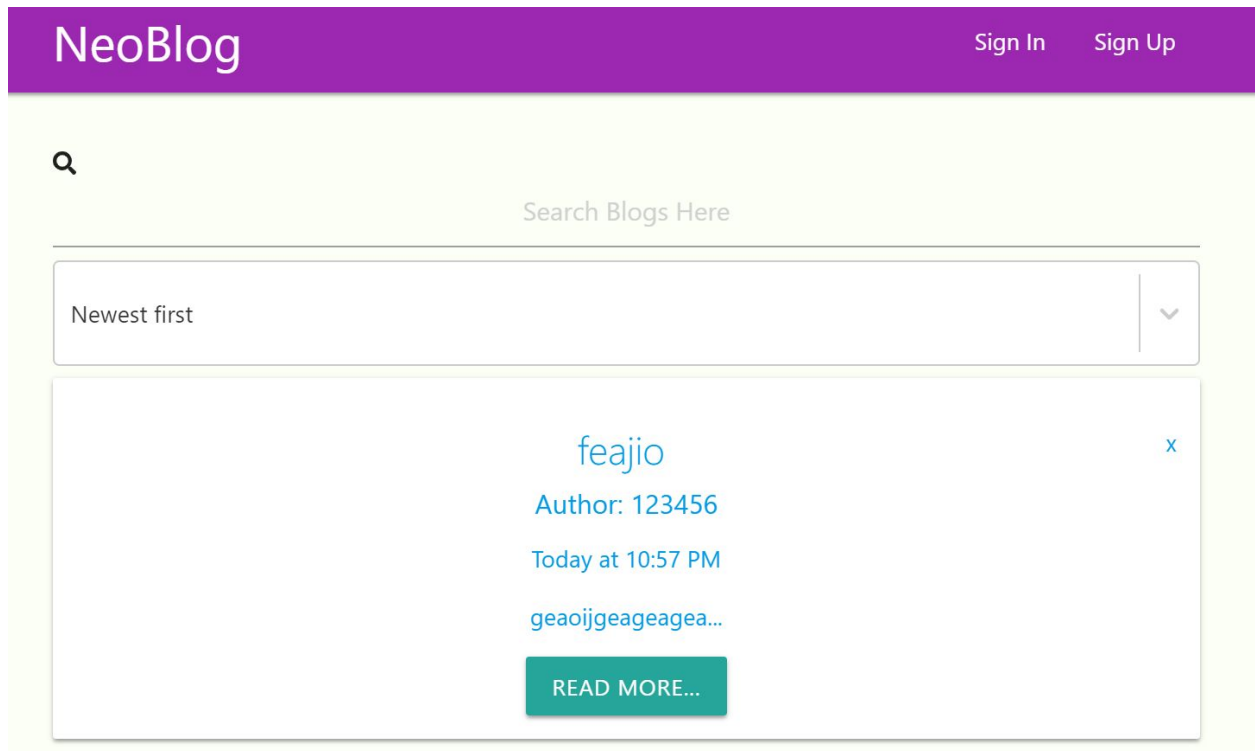 NeoBlog Sign In Sign Up
Search Blogs Here
Newest first
feajio x
Author: 123456
Today at 10:57 PM
geaoijgeageagea...
READ MORE...